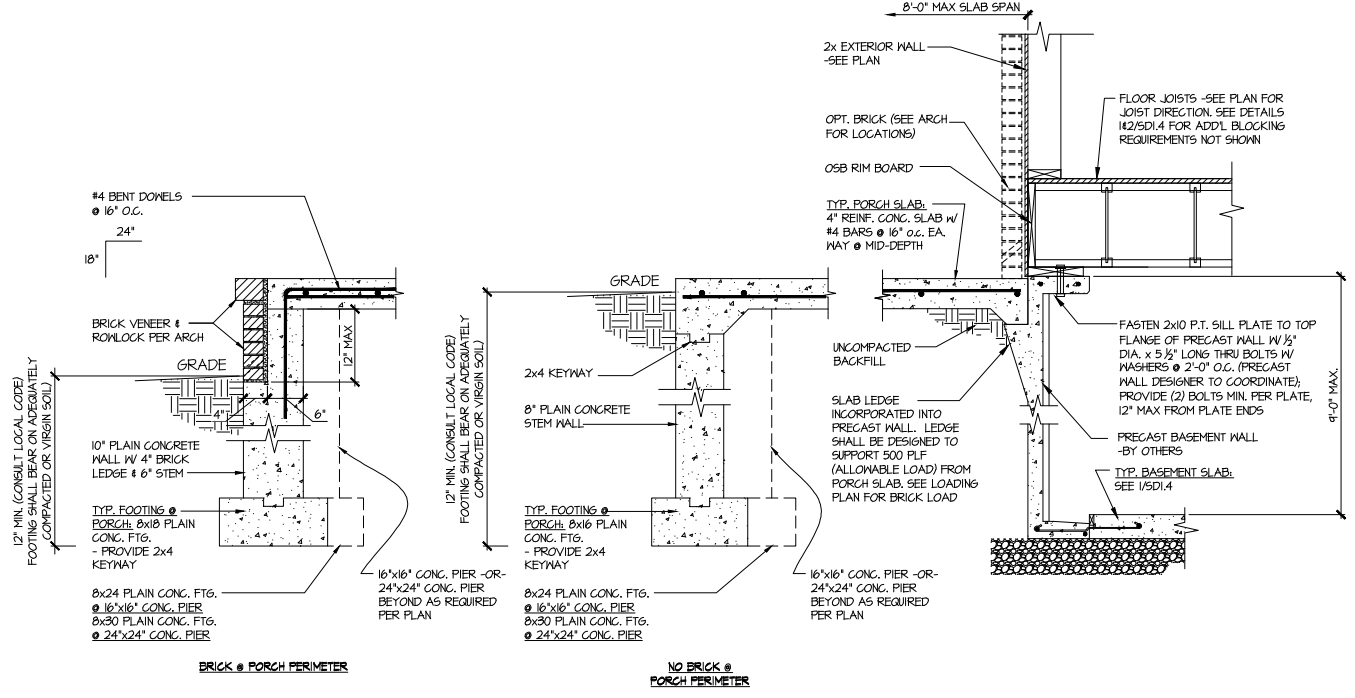 #4 BENT DOWELS
@ 16" O.C.
24"
18"
BRICK VENEER &
ROWLOCK PER ARCH
GRADE
12" MAX
4"
6"
12" MIN. (CONSULT LOCAL CODE)
FOOTING SHALL BEAR ON ADEQUATELY
COMPACTED OR VIRGIN SOIL)
10" PLAIN CONCRETE
WALL W/ 4" BRICK
LEDGE & 6" STEM
TYP. FOOTING @
PORCH: 8x18 PLAIN
CONC. FTG.
- PROVIDE 2x4
KEYWAY
8x24 PLAIN CONC. FTG.
@ 16"x16" CONC. PIER
8x30 PLAIN CONC. FTG.
@ 24"x24" CONC. PIER
16"x16" CONC. PIER -OR-
24"x24" CONC. PIER
BEYOND AS REQUIRED
PER PLAN
BRICK @ PORCH PERIMETER
GRADE
12" MIN. (CONSULT LOCAL CODE)
FOOTING SHALL BEAR ON ADEQUATELY
COMPACTED OR VIRGIN SOIL)
2x4 KEYWAY
8" PLAIN CONCRETE
STEM WALL
TYP. FOOTING @
PORCH: 8x16 PLAIN
CONC. FTG.
- PROVIDE 2x4
KEYWAY
8x24 PLAIN CONC. FTG.
@ 16"x16" CONC. PIER
8x30 PLAIN CONC. FTG.
@ 24"x24" CONC. PIER
16"x16" CONC. PIER -OR-
24"x24" CONC. PIER
BEYOND AS REQUIRED
PER PLAN
NO BRICK @
PORCH PERIMETER
8'-0" MAX SLAB SPAN
2x EXTERIOR WALL
-SEE PLAN
OPT. BRICK (SEE ARCH
FOR LOCATIONS)
OSB RIM BOARD
TYP. PORCH SLAB:
4" REINF. CONC. SLAB W/
#4 BARS @ 16" o.c. EA.
WAY @ MID-DEPTH
UNCOMPACTED
BACKFILL
SLAB LEDGE
INCORPORATED INTO
PRECAST WALL. LEDGE
SHALL BE DESIGNED TO
SUPPORT 500 PLF
(ALLOWABLE LOAD) FROM
PORCH SLAB. SEE LOADING
PLAN FOR BRICK LOAD
FLOOR JOISTS -SEE PLAN FOR
JOIST DIRECTION. SEE DETAILS
1&2/SD1.4 FOR ADD'L BLOCKING
REQUIREMENTS NOT SHOWN
FASTEN 2x10 P.T. SILL PLATE TO TOP
FLANGE OF PRECAST WALL W/ ½"
DIA. x 5 ½" LONG THRU BOLTS W/
WASHERS @ 2'-0" O.C. (PRECAST
WALL DESIGNER TO COORDINATE);
PROVIDE (2) BOLTS MIN. PER PLATE,
12" MAX FROM PLATE ENDS
PRECAST BASEMENT WALL
-BY OTHERS
TYP. BASEMENT SLAB:
SEE 1/SD1.4
9'-0" MAX.